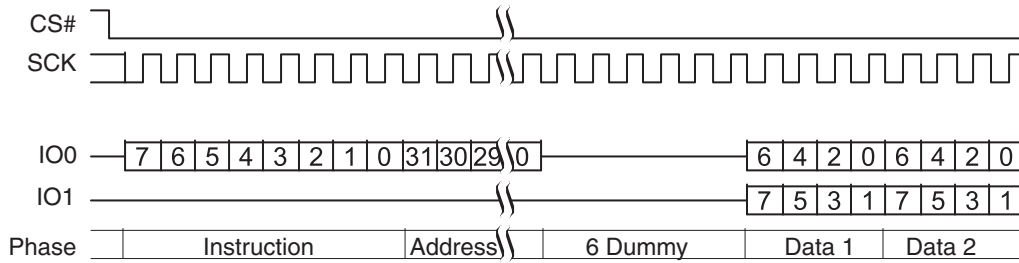 CS#
SCK
IO0 7 6 5 4 3 2 1 0 31 30 29 0 6 4 2 0 6 4 2 0
IO1 7 5 3 1 7 5 3 1
Phase Instruction Address 6 Dummy Data 1 Data 2